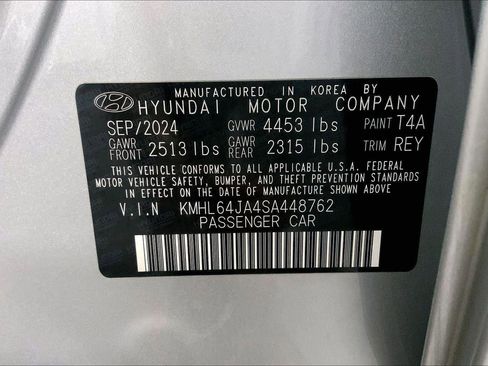 MANUFACTURED IN KOREA BY
HYUNDAI MOTOR COMPANY
SEP/2024 GVWR 4453 lbs PAINT T4A
GAWR FRONT 2513 lbs GAWR REAR 2315 lbs TRIM REY
THIS VEHICLE CONFORMS TO ALL APPLICABLE U.S.A. FEDERAL
MOTOR VEHICLE SAFETY, BUMPER, AND THEFT PREVENTION STANDARDS
IN EFFECT ON THE DATE OF MANUFACTURE SHOWN ABOVE.
V.I.N KMHL64JA4SA448762
PASSENGER CAR